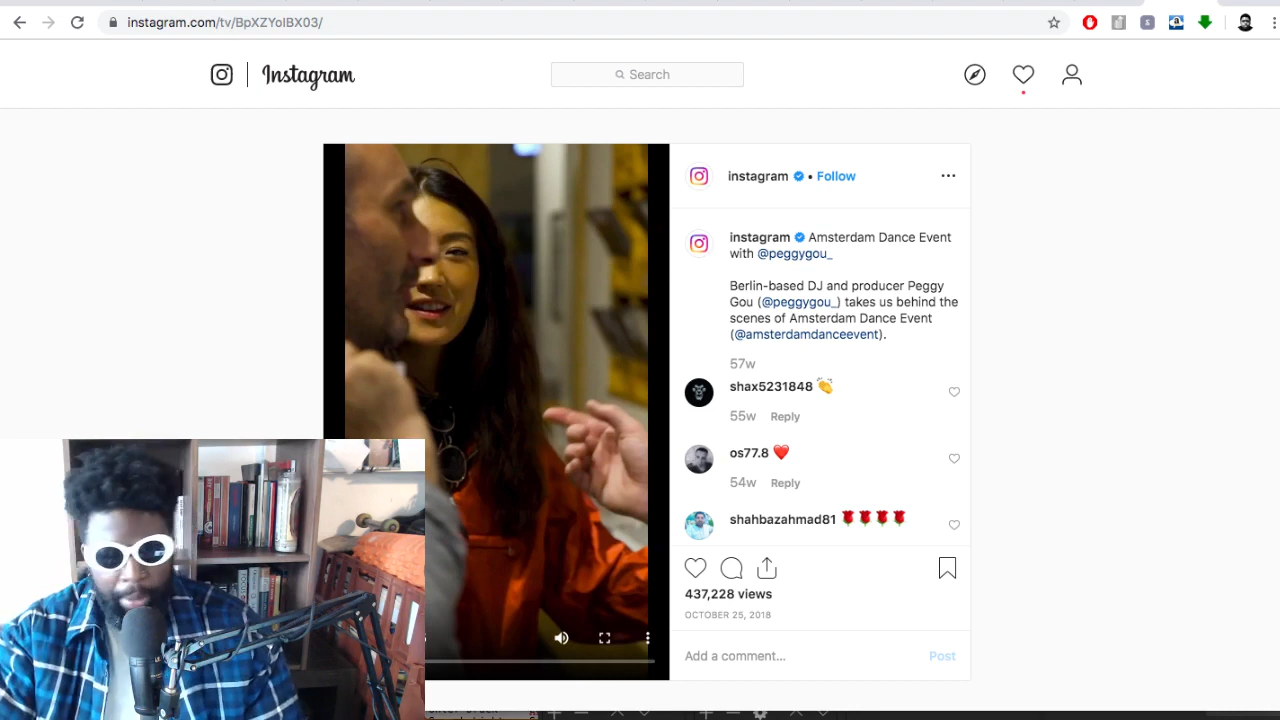 instagram.com/tv/BpXZYoIBX03/
Instagram
Search
instagram • Follow
instagram Amsterdam Dance Event
with @peggygou_
Berlin-based DJ and producer Peggy
Gou (@peggygou_) takes us behind the
scenes of Amsterdam Dance Event
(@amsterdamdanceevent).
57w
shax5231848 👏
55w Reply
os77.8 ❤️
54w Reply
shahbazahmad81 🌹🌹🌹🌹
437,228 views
OCTOBER 25, 2018
Add a comment... Post